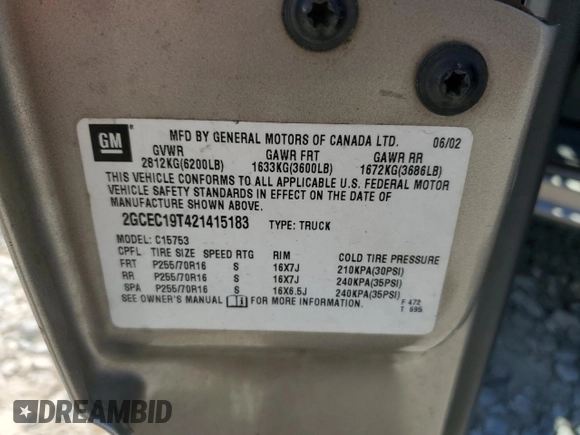 GM
MFD BY GENERAL MOTORS OF CANADA LTD. 06/02
GVWR GAWR FRT GAWR RR
2812KG(6200LB) 1633KG(3600LB) 1672KG(3686LB)
THIS VEHICLE CONFORMS TO ALL APPLICABLE U.S. FEDERAL MOTOR
VEHICLE SAFETY STANDARDS IN EFFECT ON THE DATE OF
MANUFACTURE SHOWN ABOVE.
2GCEC19T421415183 TYPE: TRUCK
MODEL: C15753
CPFL TIRE SIZE SPEED RTG RIM COLD TIRE PRESSURE
FRT P255/70R16 S 16X7J 210KPA(30PSI)
RR P255/70R16 S 16X7J 240KPA(35PSI)
SPA P255/70R16 S 16X6.5J 240KPA(35PSI)
SEE OWNER'S MANUAL FOR MORE INFORMATION.
F 472
T 695
DREAMBID